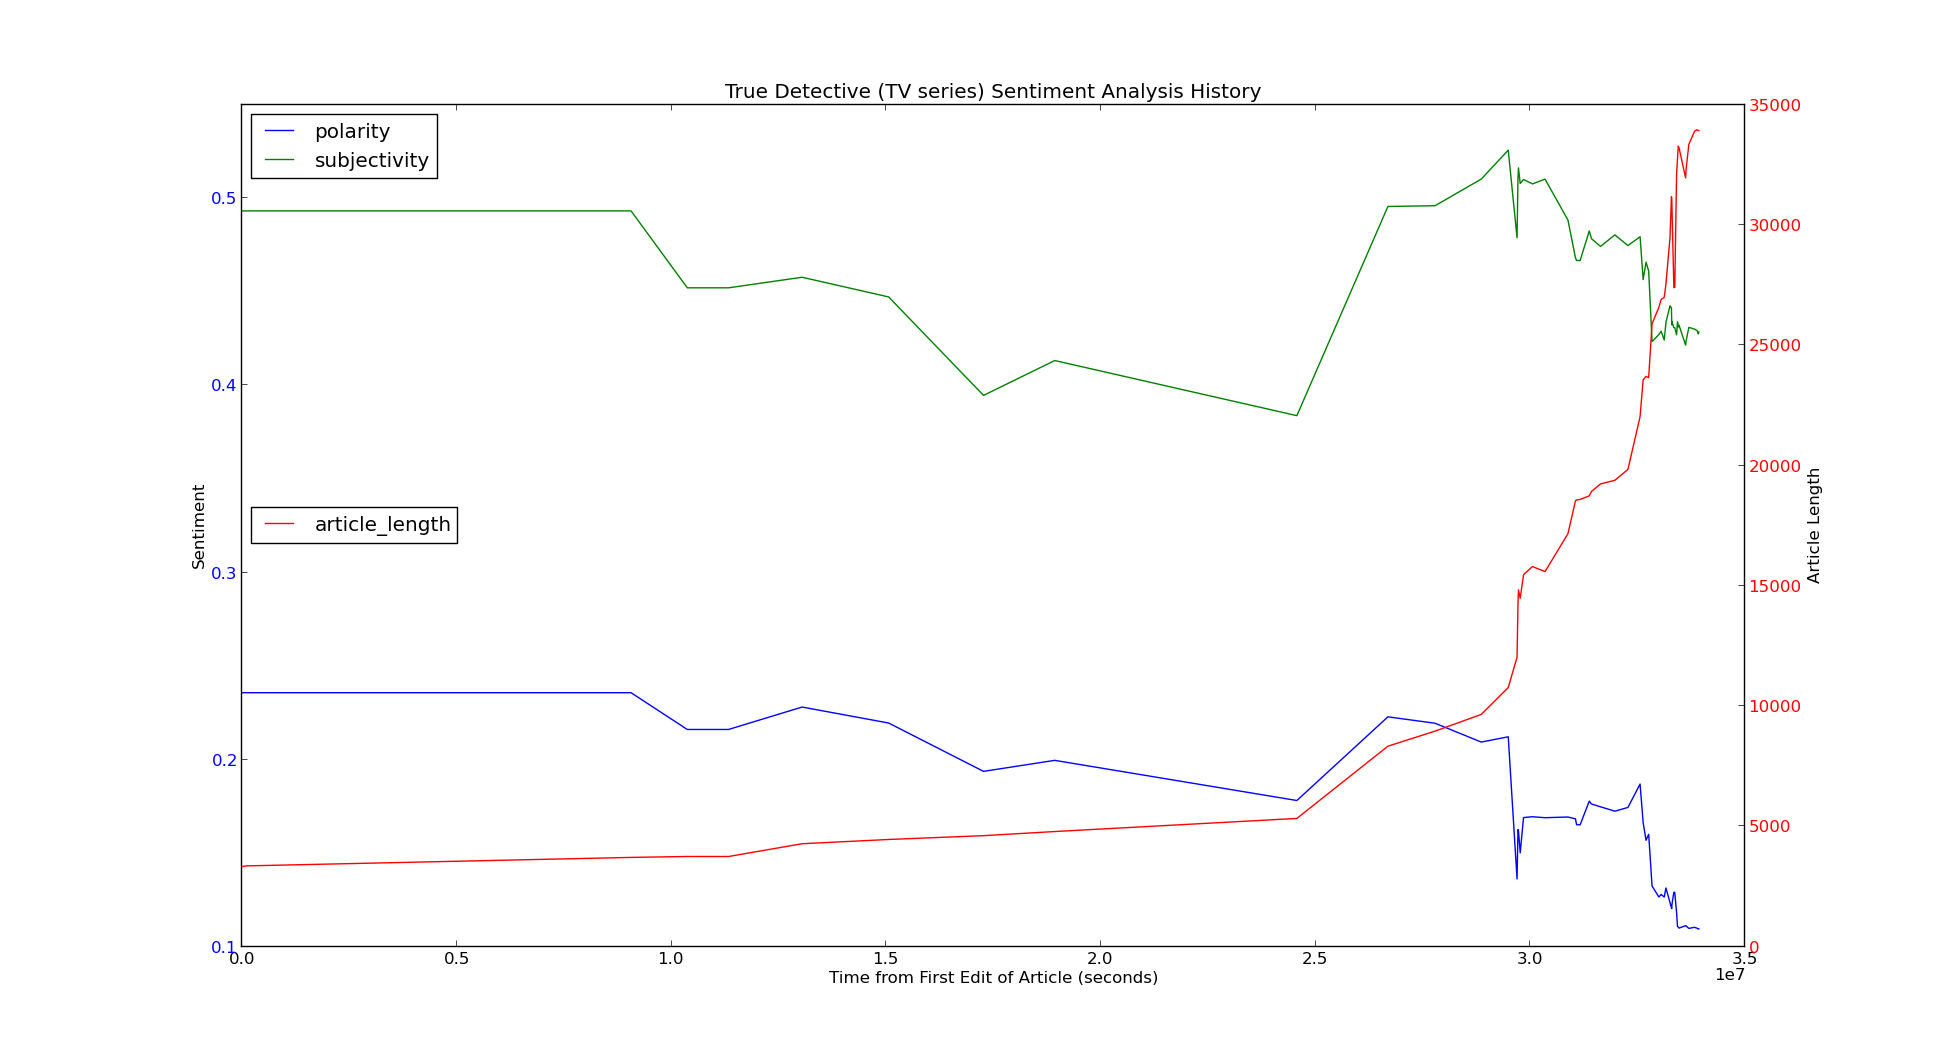 True Detective (TV series) Sentiment Analysis History
polarity
subjectivity
article_length
Sentiment
0.5
0.4
0.3
0.2
0.1
35000
30000
25000
20000
15000
10000
5000
0
Article Length
0.0 0.5 1.0 1.5 2.0 2.5 3.0 3.5
1e7
Time from First Edit of Article (seconds)